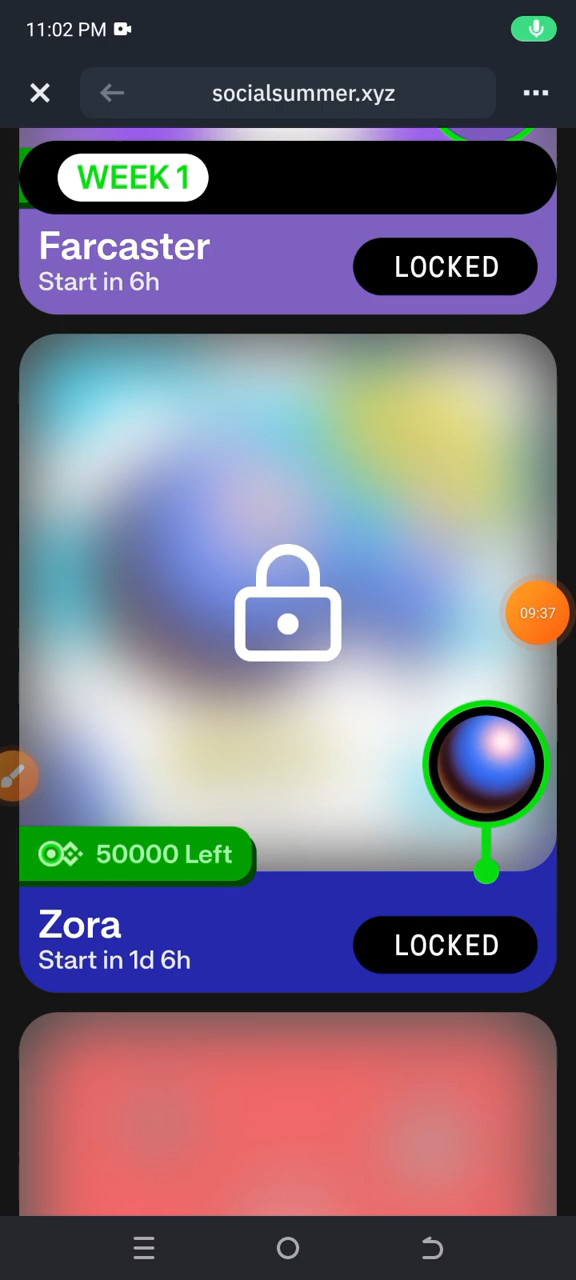 11:02 PM
socialsummer.xyz
WEEK 1
Farcaster
Start in 6h
LOCKED
09:37
50000 Left
Zora
Start in 1d 6h
LOCKED